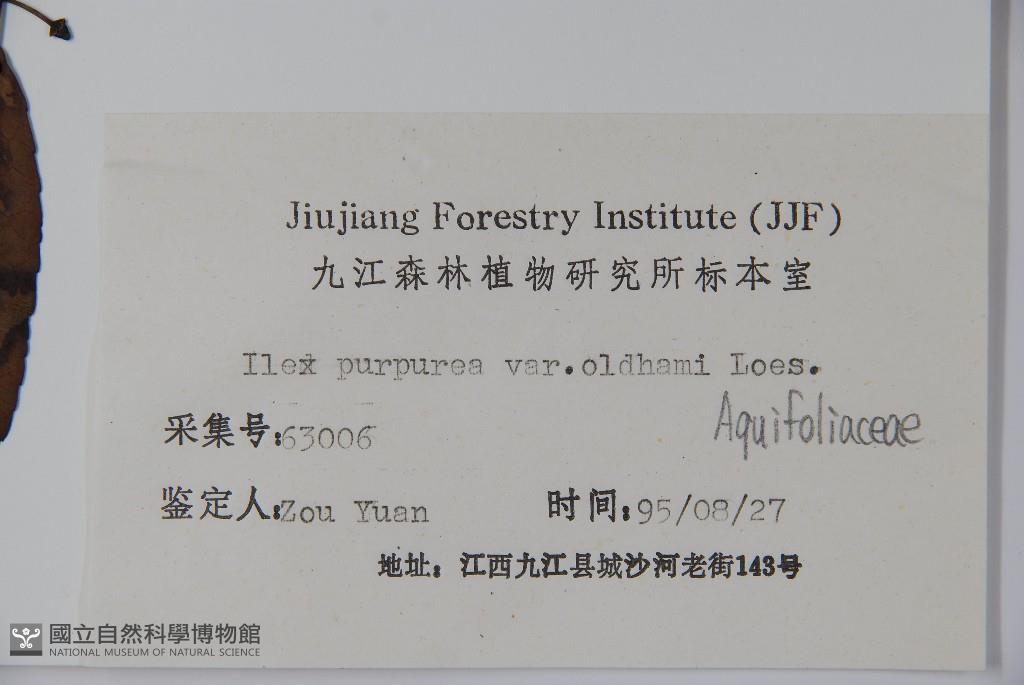 Jiujiang Forestry Institute (JJF)
九江森林植物研究所标本室
Ilex purpurea var.oldhami Loes.
Aquifoliaceae
采集号:63006
鉴定人:Zou Yuan 时间:95/08/27
地址: 江西九江县城沙河老街143号
國立自然科學博物館
NATIONAL MUSEUM OF NATURAL SCIENCE